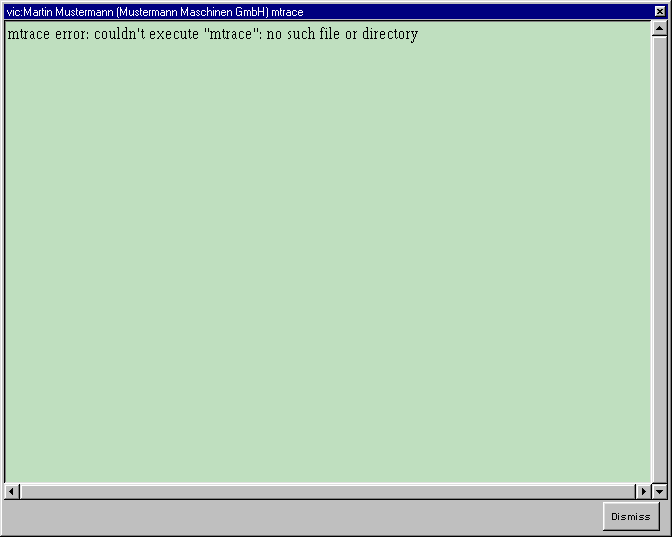 vic:Martin Mustermann (Mustermann Maschinen GmbH) mtrace
mtrace error: couldn't execute "mtrace": no such file or directory
Dismiss